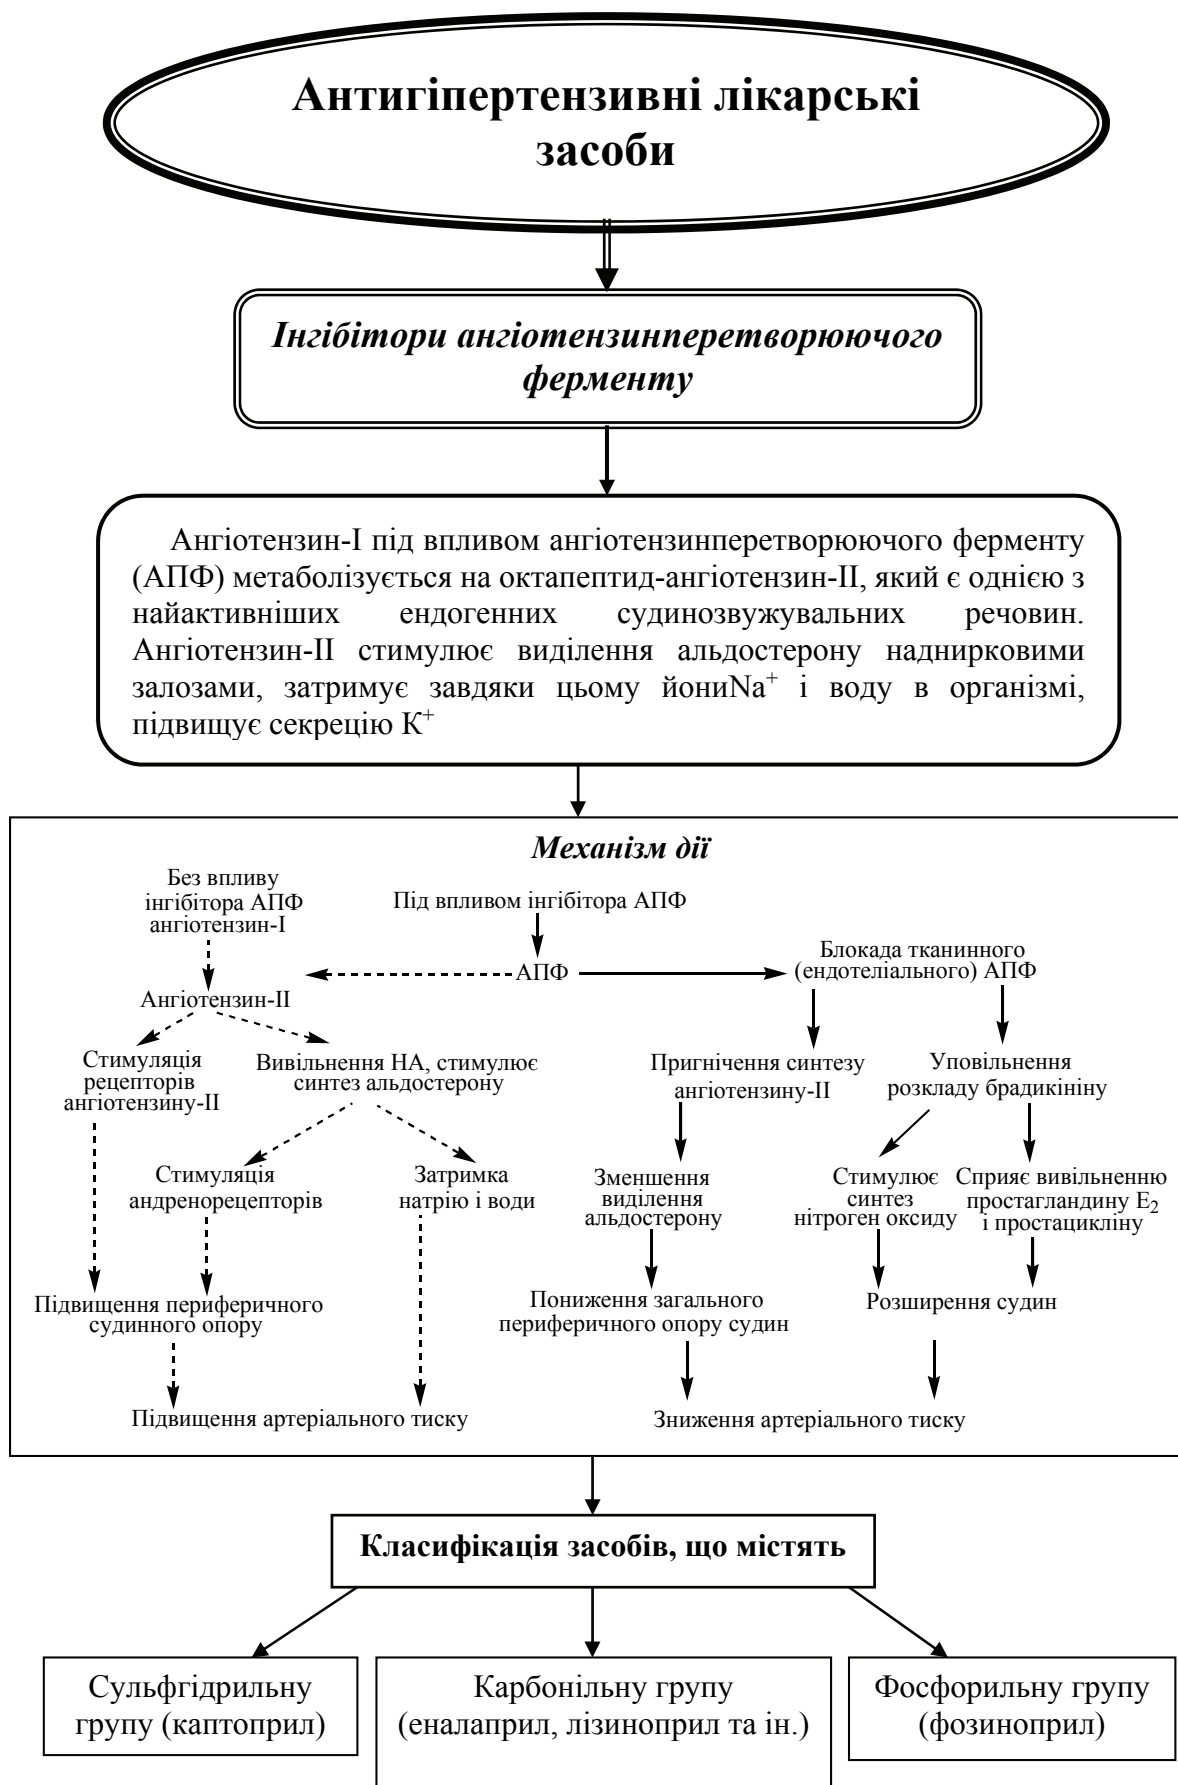 Антигіпертензивні лікарські
засоби
Інгібітори ангіотензинперетворюючого
ферменту
Ангіотензин-I під впливом ангіотензинперетворюючого ферменту
(АПФ) метаболізується на октапептид-ангіотензин-II, який є однією з
найактивніших ендогенних судинозвужувальних речовин.
Ангіотензин-II стимулює виділення альдостерону наднирковими
залозами, затримує завдяки цьому йониNa⁺ і воду в організмі,
підвищує секрецію К⁺
Механізм дії
Без впливу
інгібітора АПФ
ангіотензин-I
Під впливом інгібітора АПФ
АПФ
Блокада тканинного
(ендотеліального) АПФ
Ангіотензин-II
Стимуляція
рецепторів
ангіотензину-II
Вивільнення НА, стимулює
синтез альдостерону
Пригнічення синтезу
ангіотензину-II
Уповільнення
розкладу брадикініну
Стимуляція
андренорецепторів
Затримка
натрію і води
Зменшення
виділення
альдостерону
Стимулює
синтез
нітроген оксиду
Сприяє вивільненню
простагландину Е₂
і простацикліну
Підвищення периферичного
судинного опору
Пониження загального
периферичного опору судин
Розширення судин
Підвищення артеріального тиску
Зниження артеріального тиску
Класифікація засобів, що містять
Сульфгідрильну
групу (каптоприл)
Карбонільну групу
(еналаприл, лізиноприл та ін.)
Фосфорильну групу
(фозиноприл)